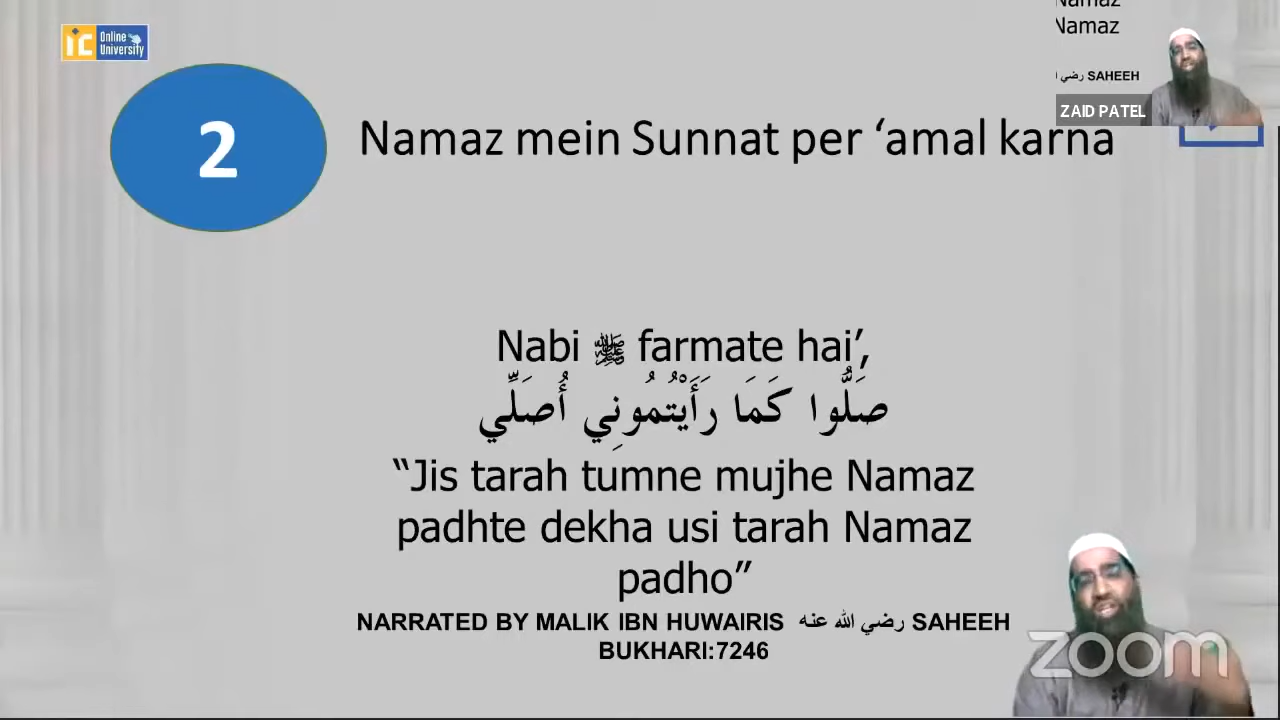 iC Online University
Namaz
Namaz
رضي ا SAHEEH
ZAID PATEL
2
Namaz mein Sunnat per ‘amal karna
Nabi ﷺ farmate hai’,
صَلُّوا كَمَا رَأَيْتُمُونِي أُصَلِّي
“Jis tarah tumne mujhe Namaz
padhte dekha usi tarah Namaz
padho”
NARRATED BY MALIK IBN HUWAIRIS رضي الله عنه SAHEEH
BUKHARI:7246
zoom